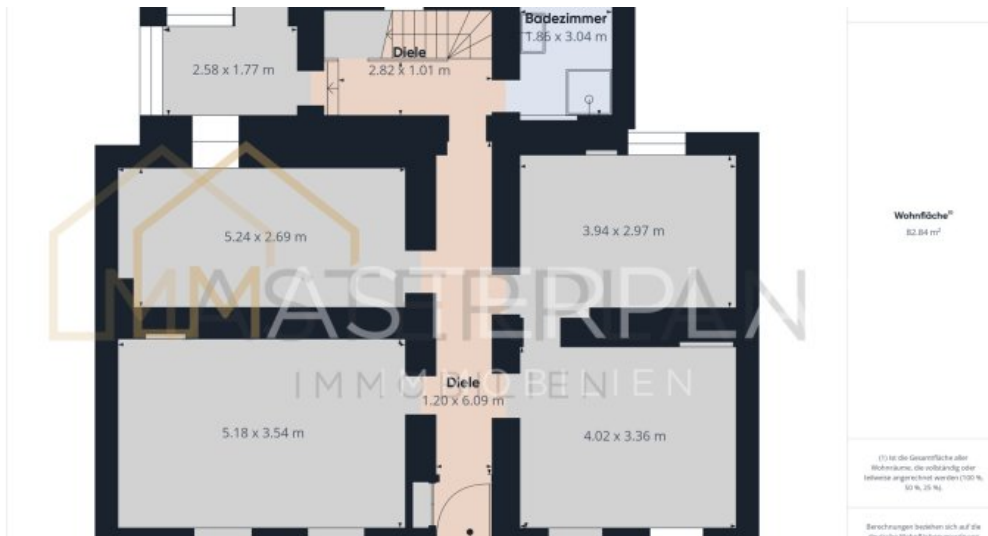 Badezimmer
1.86 x 3.04 m
Diele
2.82 x 1.01 m
2.58 x 1.77 m
5.24 x 2.69 m
3.94 x 2.97 m
Wohnfläche⁽¹⁾
82.84 m²
MASTERPLAN
IMMOBILIEN
Diele
1.20 x 6.09 m
5.18 x 3.54 m
4.02 x 3.36 m
(1) Ist die Gesamtfläche aller
Wohnräume, die vollständig oder
teilweise angerechnet werden (100 %,
50 %, 25 %).
Berechnungen beziehen sich auf die